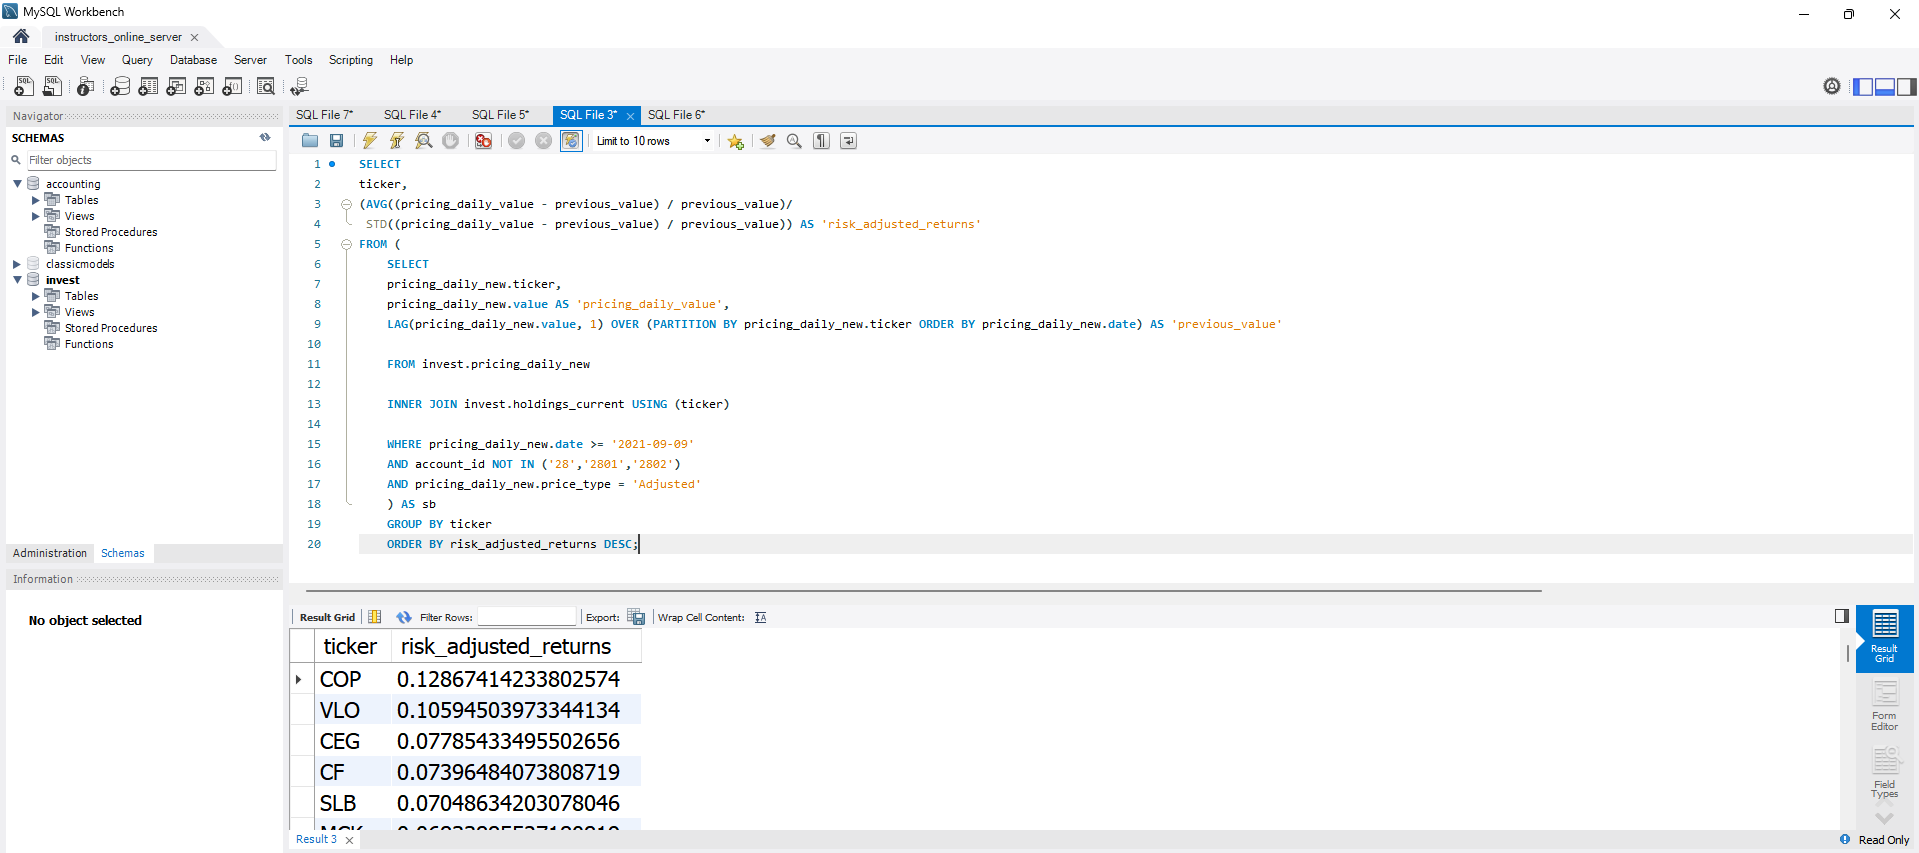 MySQL Workbench
instructors_online_server
File Edit View Query Database Server Tools Scripting Help
Navigator
SCHEMAS
Filter objects
accounting
Tables
Views
Stored Procedures
Functions
classicmodels
invest
Tables
Views
Stored Procedures
Functions
Administration Schemas
Information
No object selected
SQL File 7* SQL File 4* SQL File 5* SQL File 3* SQL File 6*
Limit to 10 rows
1 SELECT
2 ticker,
3 (AVG((pricing_daily_value - previous_value) / previous_value)/
4 STD((pricing_daily_value - previous_value) / previous_value)) AS 'risk_adjusted_returns'
5 FROM (
6 SELECT
7 pricing_daily_new.ticker,
8 pricing_daily_new.value AS 'pricing_daily_value',
9 LAG(pricing_daily_new.value, 1) OVER (PARTITION BY pricing_daily_new.ticker ORDER BY pricing_daily_new.date) AS 'previous_value'
10
11 FROM invest.pricing_daily_new
12
13 INNER JOIN invest.holdings_current USING (ticker)
14
15 WHERE pricing_daily_new.date >= '2021-09-09'
16 AND account_id NOT IN ('28','2801','2802')
17 AND pricing_daily_new.price_type = 'Adjusted'
18 ) AS sb
19 GROUP BY ticker
20 ORDER BY risk_adjusted_returns DESC;
Result Grid Filter Rows: Export: Wrap Cell Content:
ticker risk_adjusted_returns
COP 0.12867414233802574
VLO 0.10594503973344134
CEG 0.07785433495502656
CF 0.07396484073808719
SLB 0.07048634203078046
Result 3
Result
Grid
Form
Editor
Field
Types
Read Only